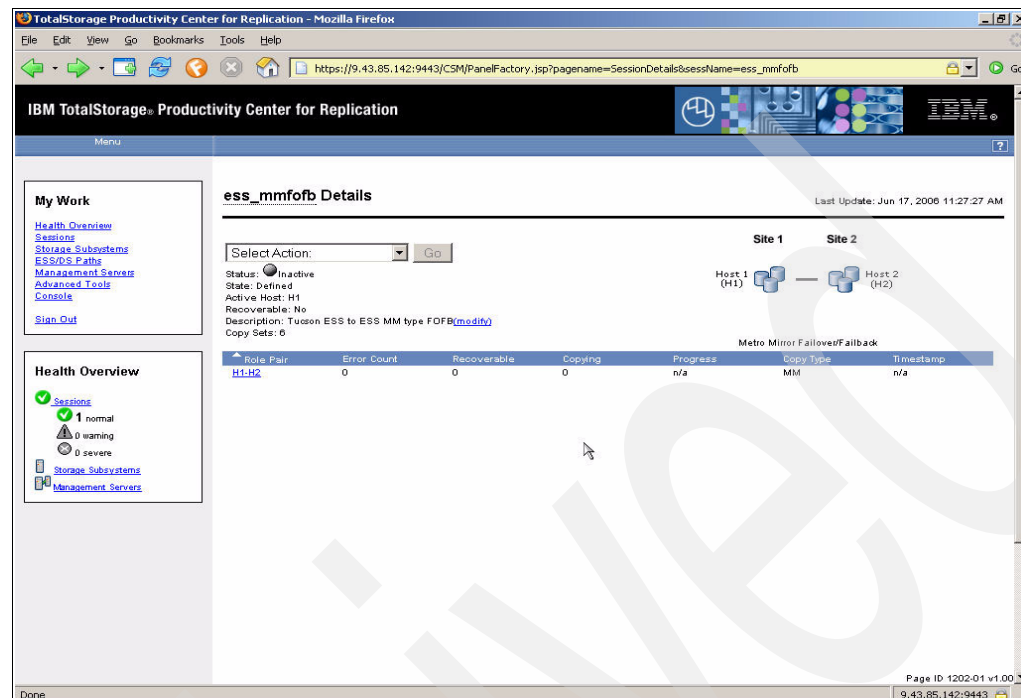 TotalStorage Productivity Center for Replication - Mozilla Firefox
File Edit View Go Bookmarks Tools Help
https://9.43.85.142:9443/CSM/PanelFactory.jsp?pagename=SessionDetails&sessName=ess_mmfofb
Go
IBM TotalStorage® Productivity Center for Replication
IBM®
Menu
?
My Work
Health Overview
Sessions
Storage Subsystems
ESS/DS Paths
Management Servers
Advanced Tools
Console
Sign Out
Health Overview
Sessions
1 normal
0 warning
0 severe
Storage Subsystems
Management Servers
ess_mmfofb Details
Last Update: Jun 17, 2006 11:27:27 AM
Select Action: Go
Status: Inactive
State: Defined
Active Host: H1
Recoverable: No
Description: Tucson ESS to ESS MM type FOFB(modify)
Copy Sets: 6
Site 1 Site 2
Host 1 (H1)
Host 2 (H2)
Metro Mirror Failover/Failback
Role Pair Error Count Recoverable Copying Progress Copy Type Timestamp
H1-H2 0 0 0 n/a MM n/a
Page ID 1202-01 v1.00
Done
9.43.85.142:9443